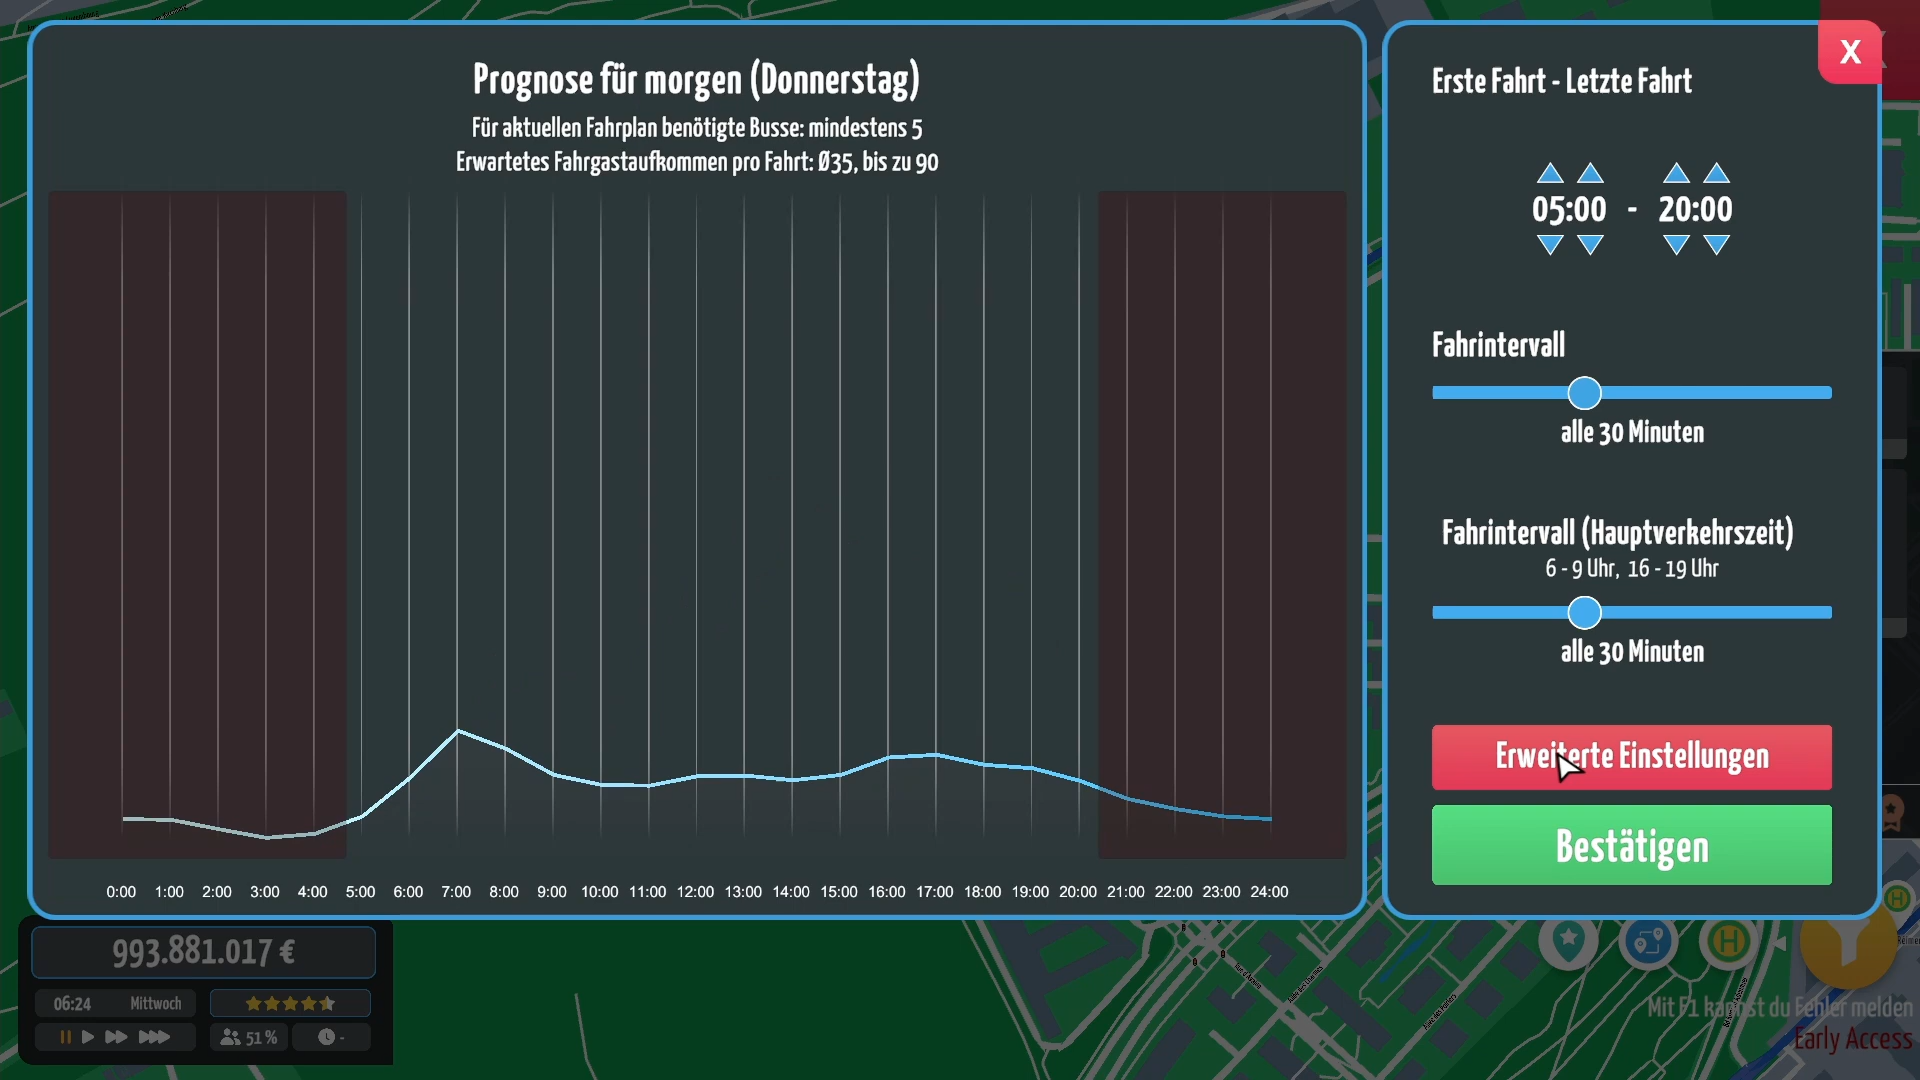 Prognose für morgen (Donnerstag)
Für aktuellen Fahrplan benötigte Busse: mindestens 5
Erwartetes Fahrgastaufkommen pro Fahrt: Ø35, bis zu 90
0:00 1:00 2:00 3:00 4:00 5:00 6:00 7:00 8:00 9:00 10:00 11:00 12:00 13:00 14:00 15:00 16:00 17:00 18:00 19:00 20:00 21:00 22:00 23:00 24:00
X
Erste Fahrt - Letzte Fahrt
05:00 - 20:00
Fahrintervall
alle 30 Minuten
Fahrintervall (Hauptverkehrszeit)
6 - 9 Uhr, 16 - 19 Uhr
alle 30 Minuten
Erweiterte Einstellungen
Bestätigen
993.881.017 €
06:24 Mittwoch
51% -
H
H
Mit F1 kannst du Fehler melden
Early Access